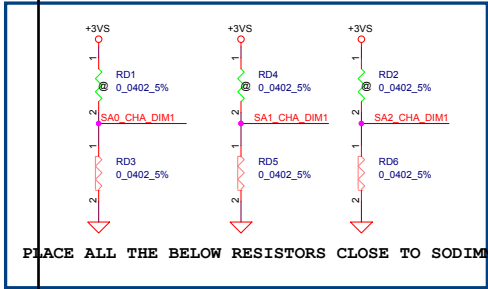 +3VS +3VS +3VS
1 1 1
RD1 RD4 RD2
@ 0_0402_5% 0_0402_5% @ 0_0402_5%
2 2 2
SA0_CHA_DIM1 SA1_CHA_DIM1 SA2_CHA_DIM1
1 1 1
RD3 RD5 RD6
0_0402_5% 0_0402_5% 0_0402_5%
2 2 2
PLACE ALL THE BELOW RESISTORS CLOSE TO